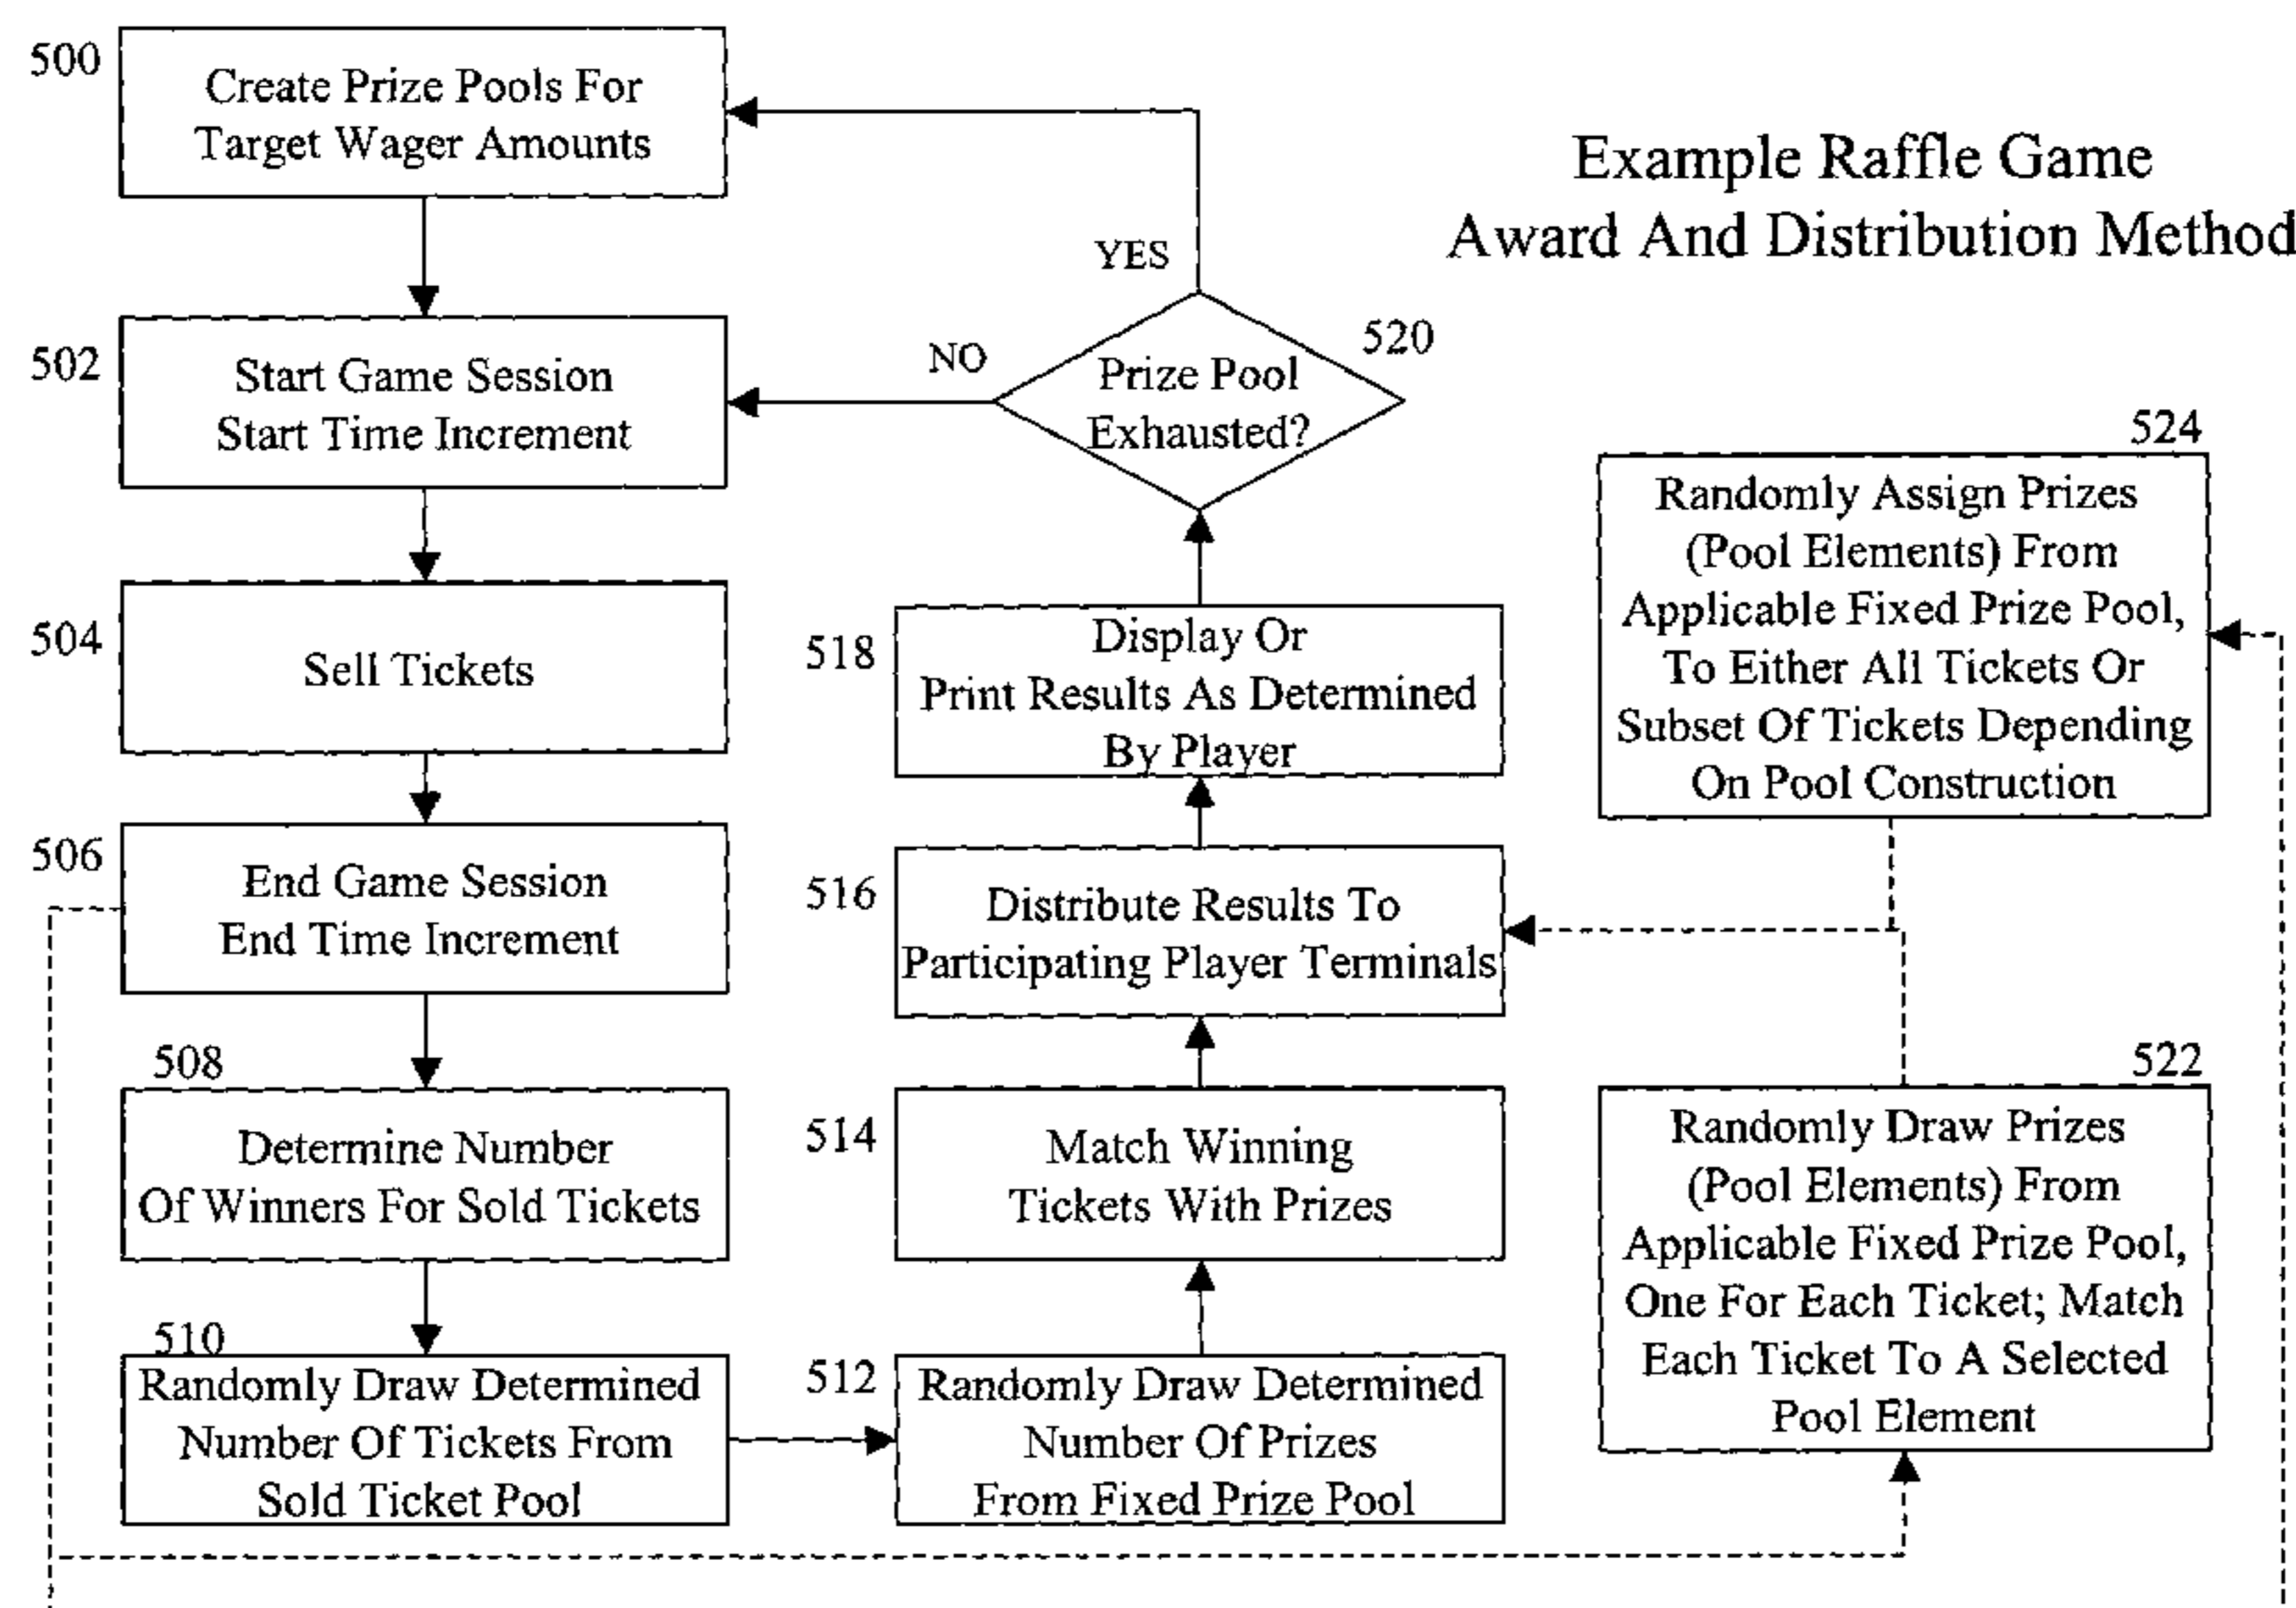 Example Raffle Game
Award And Distribution Method
500
Create Prize Pools For
Target Wager Amounts
502
Start Game Session
Start Time Increment
504
Sell Tickets
506
End Game Session
End Time Increment
508
Determine Number
Of Winners For Sold Tickets
510
Randomly Draw Determined
Number Of Tickets From
Sold Ticket Pool
512
Randomly Draw Determined
Number Of Prizes
From Fixed Prize Pool
514
Match Winning
Tickets With Prizes
516
Distribute Results To
Participating Player Terminals
518
Display Or
Print Results As Determined
By Player
520
Prize Pool
Exhausted?
YES
NO
522
Randomly Draw Prizes
(Pool Elements) From
Applicable Fixed Prize Pool,
One For Each Ticket; Match
Each Ticket To A Selected
Pool Element
524
Randomly Assign Prizes
(Pool Elements) From
Applicable Fixed Prize Pool,
To Either All Tickets Or
Subset Of Tickets Depending
On Pool Construction